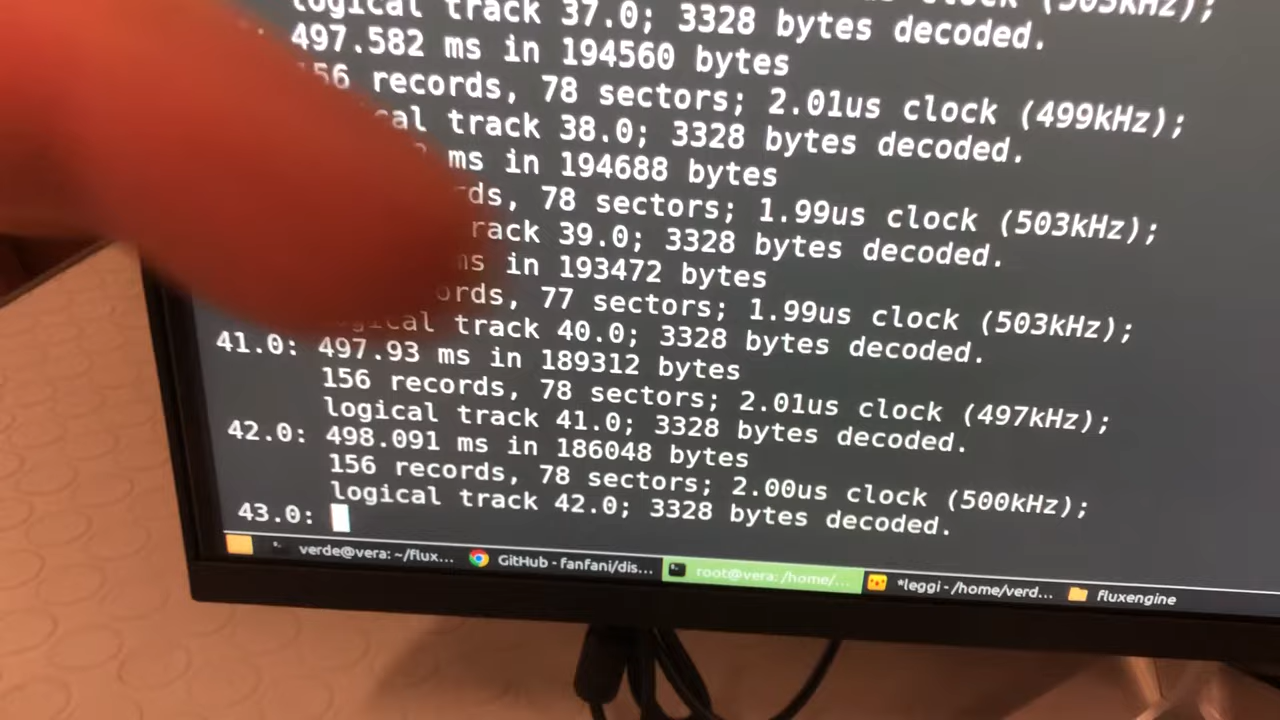 logical track 37.0; 3328 bytes decoded.
497.582 ms in 194560 bytes
156 records, 78 sectors; 2.01us clock (499kHz);
track 38.0; 3328 bytes decoded.
ms in 194688 bytes
78 sectors; 1.99us clock (503kHz);
track 39.0; 3328 bytes decoded.
ms in 193472 bytes
records, 77 sectors; 1.99us clock (503kHz);
logical track 40.0; 3328 bytes decoded.
41.0: 497.93 ms in 189312 bytes
156 records, 78 sectors; 2.01us clock (497kHz);
logical track 41.0; 3328 bytes decoded.
42.0: 498.091 ms in 186048 bytes
156 records, 78 sectors; 2.00us clock (500kHz);
logical track 42.0; 3328 bytes decoded.
43.0:
verde@vera: ~/flux... GitHub - fanfani/dis... root@vera: /home/... *leggi - /home/verd... fluxengine